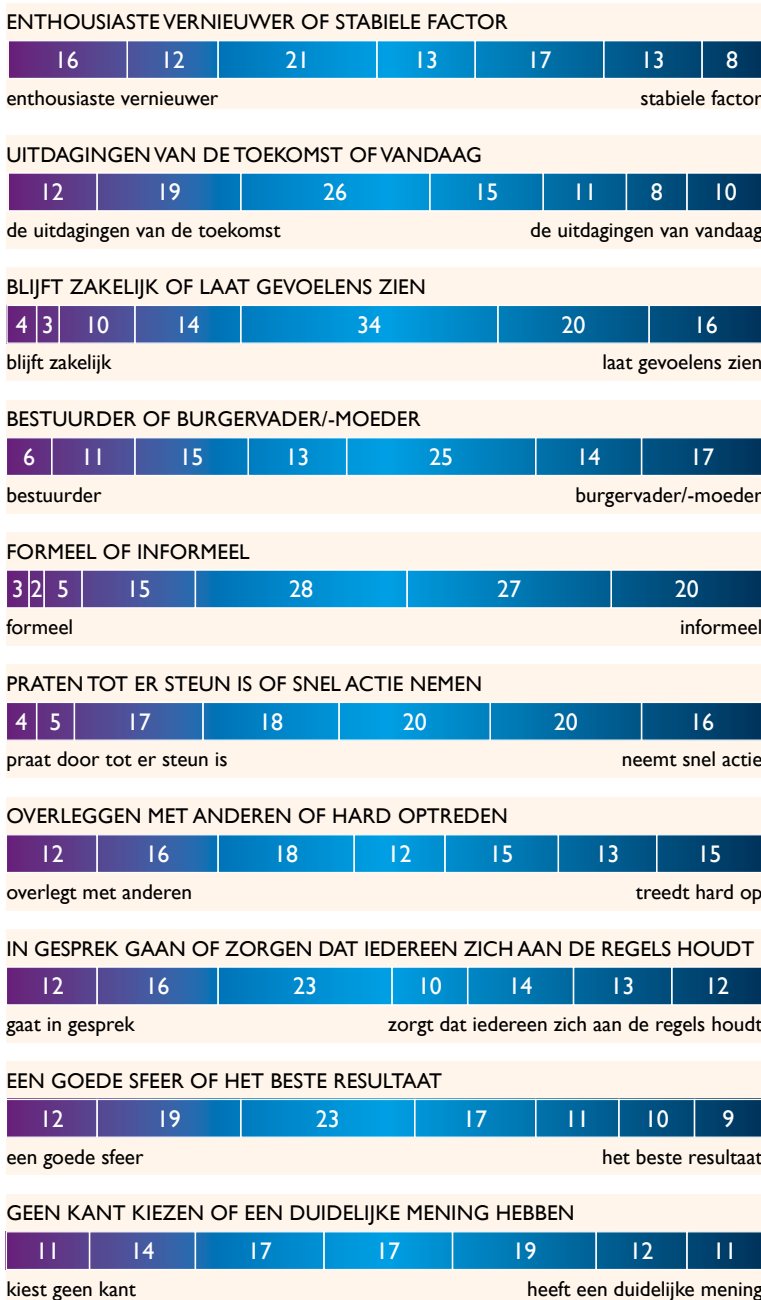 ENTHOUSIASTE VERNIEUWER OF STABIELE FACTOR
16 12 21 13 17 13 8
enthousiaste vernieuwer stabiele factor
UITDAGINGEN VAN DE TOEKOMST OF VANDAAG
12 19 26 15 11 8 10
de uitdagingen van de toekomst de uitdagingen van vandaag
BLIJFT ZAKELIJK OF LAAT GEVOELENS ZIEN
4 3 10 14 34 20 16
blijft zakelijk laat gevoelens zien
BESTUURDER OF BURGERVADER/-MOEDER
6 11 15 13 25 14 17
bestuurder burgervader/-moeder
FORMEEL OF INFORMEEL
3 2 5 15 28 27 20
formeel informeel
PRATEN TOT ER STEUN IS OF SNEL ACTIE NEMEN
4 5 17 18 20 20 16
praat door tot er steun is neemt snel actie
OVERLEGGEN MET ANDEREN OF HARD OPTREDEN
12 16 18 12 15 13 15
overlegt met anderen treedt hard op
IN GESPREK GAAN OF ZORGEN DAT IEDEREEN ZICH AAN DE REGELS HOUDT
12 16 23 10 14 13 12
gaat in gesprek zorgt dat iedereen zich aan de regels houdt
EEN GOEDE SFEER OF HET BESTE RESULTAAT
12 19 23 17 11 10 9
een goede sfeer het beste resultaat
GEEN KANT KIEZEN OF EEN DUIDELIJKE MENING HEBBEN
11 14 17 17 19 12 11
kiest geen kant heeft een duidelijke mening